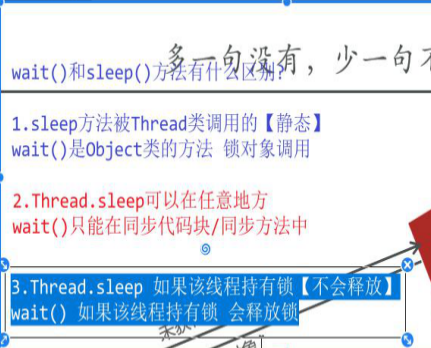 多一句没有，少一句不
wait()和sleep()方法有什么区别?
1.sleep方法被Thread类调用的【静态】
wait()是Object类的方法 锁对象调用
2.Thread.sleep可以在任意地方
wait()只能在同步代码块/同步方法中
3.Thread.sleep 如果该线程持有锁【不会释放】
wait() 如果该线程持有锁 会释放锁